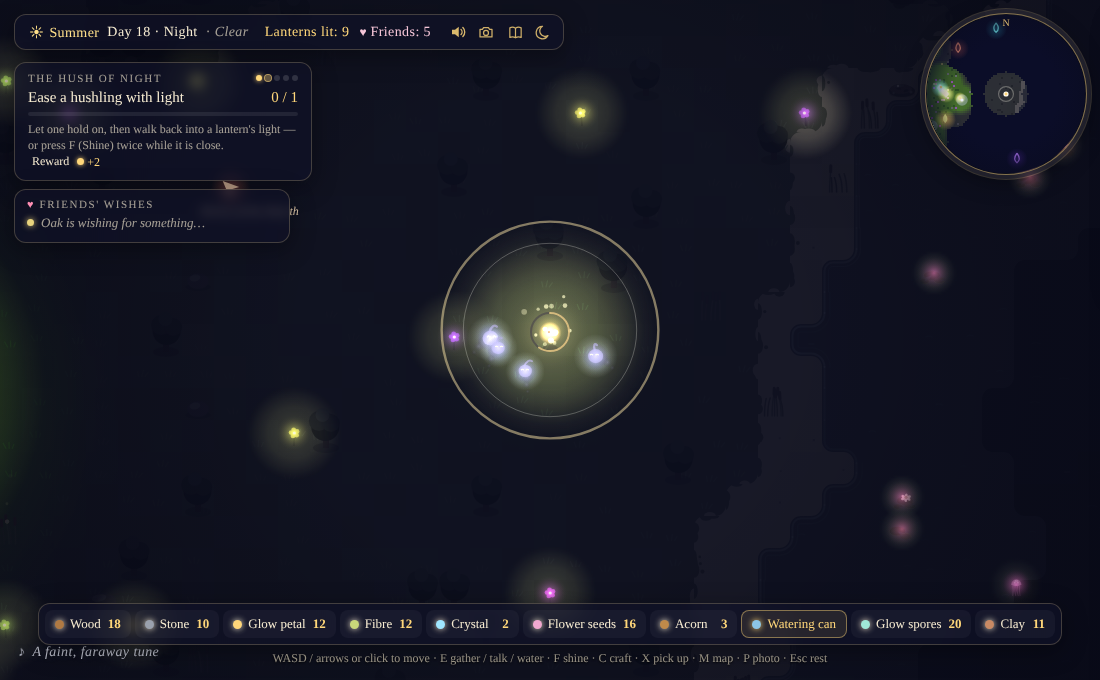 Summer Day 18 · Night · Clear Lanterns lit: 9 ♥ Friends: 5
N
THE HUSH OF NIGHT
Ease a hushling with light 0 / 1
Let one hold on, then walk back into a lantern's light —
or press F (Shine) twice while it is close.
Reward +2
♥ FRIENDS' WISHES
th
Oak is wishing for something…
Wood 18 Stone 10 Glow petal 12 Fibre 12 Crystal 2 Flower seeds 16 Acorn 3 Watering can Glow spores 20 Clay 11
♪ A faint, faraway tune
WASD / arrows or click to move · E gather / talk / water · F shine · C craft · X pick up · M map · P photo · Esc rest